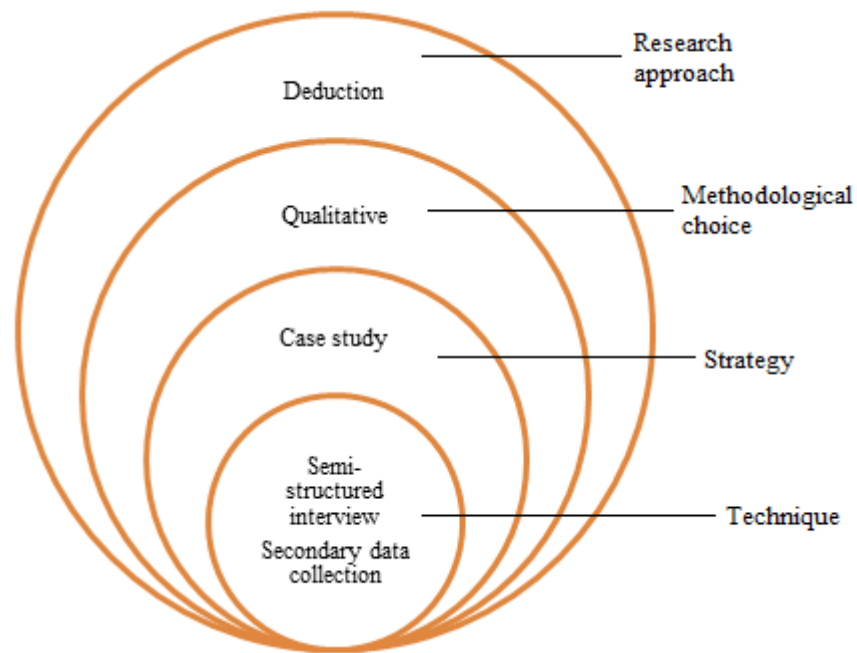 Research
approach
Deduction
Methodological
choice
Qualitative
Case study
Strategy
Semi-
structured
interview
Technique
Secondary data
collection